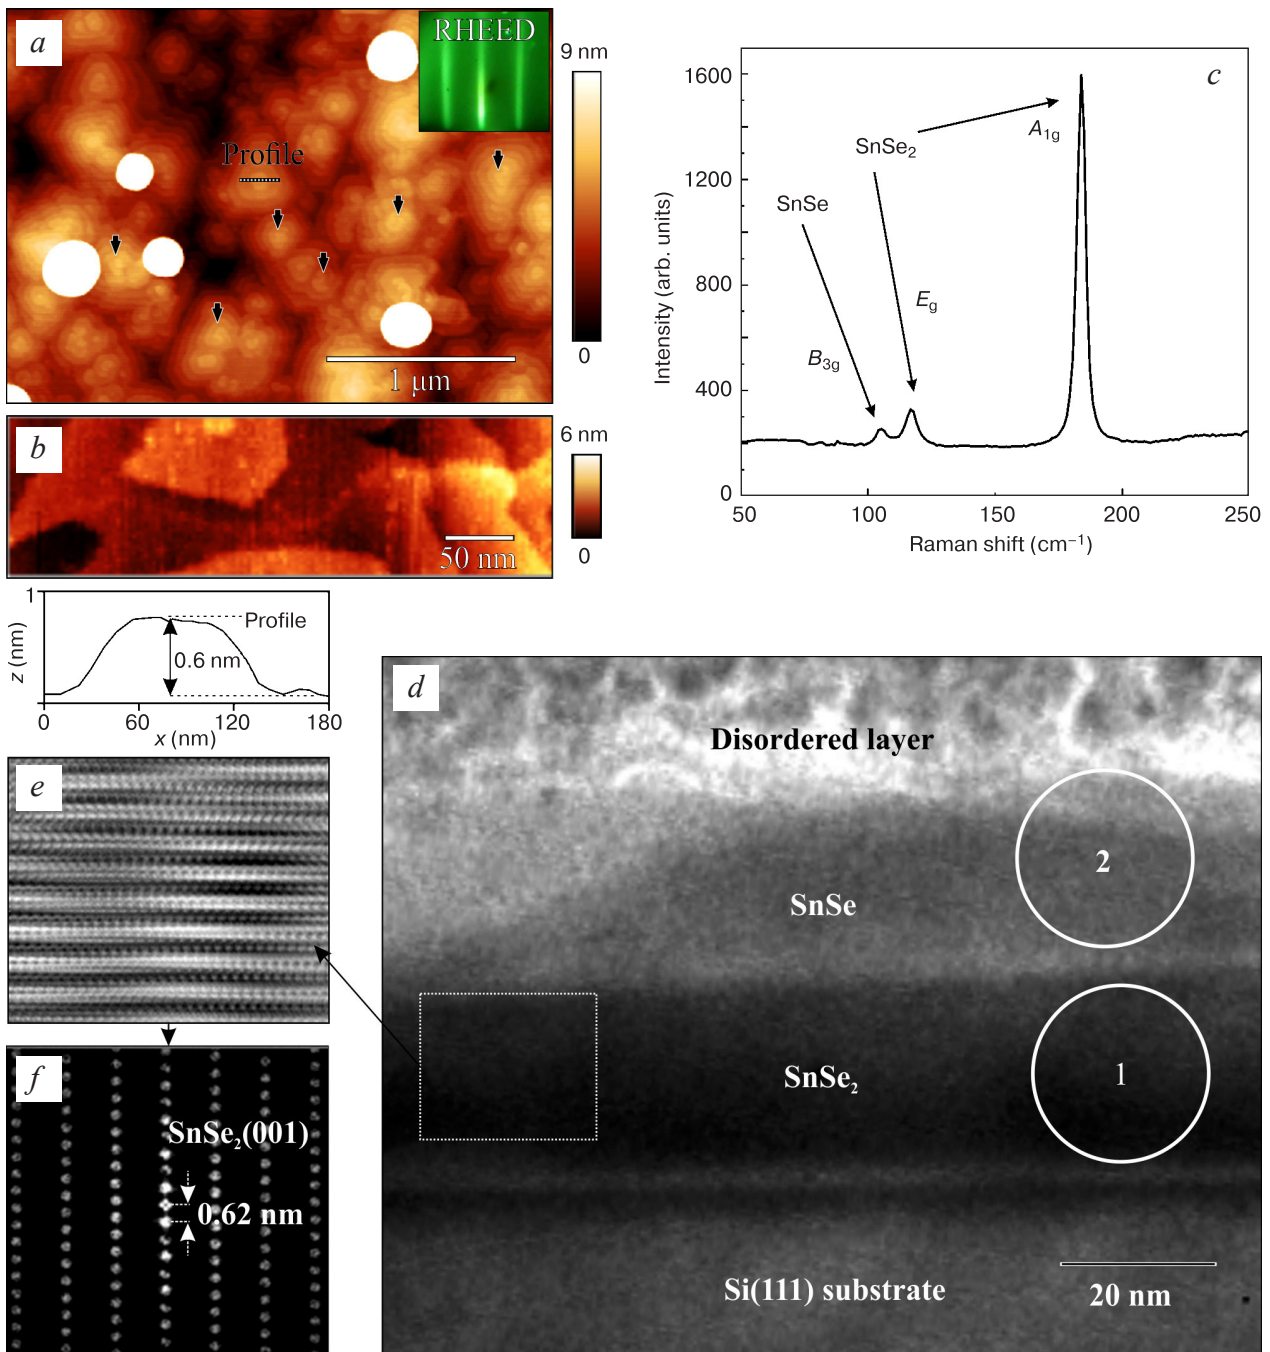 a
RHEED
Profile
1 μm
9 nm
0
b
50 nm
6 nm
0
1
z (nm)
0
Profile
0.6 nm
0 60 120 180
x (nm)
c
1600
1200
800
400
0
Intensity (arb. units)
SnSe₂
SnSe
A₁g
Eg
B₃g
50 100 150 200 250
Raman shift (cm⁻¹)
d
Disordered layer
2
SnSe
1
SnSe₂
Si(111) substrate
20 nm
e
f
SnSe₂(001)
0.62 nm